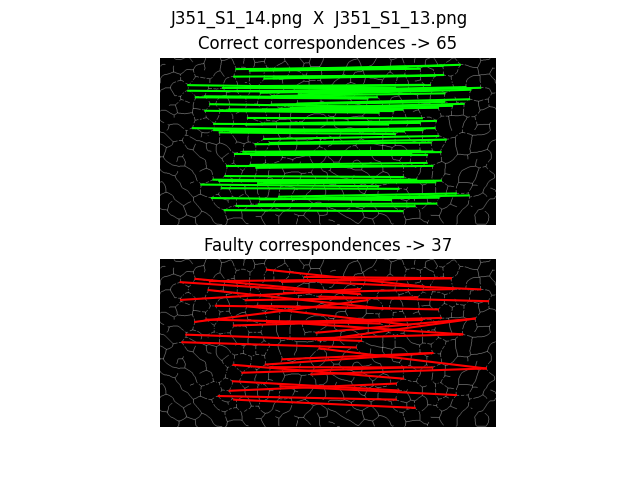 J351_S1_14.png  X  J351_S1_13.png
Correct correspondences -> 65
Faulty correspondences -> 37